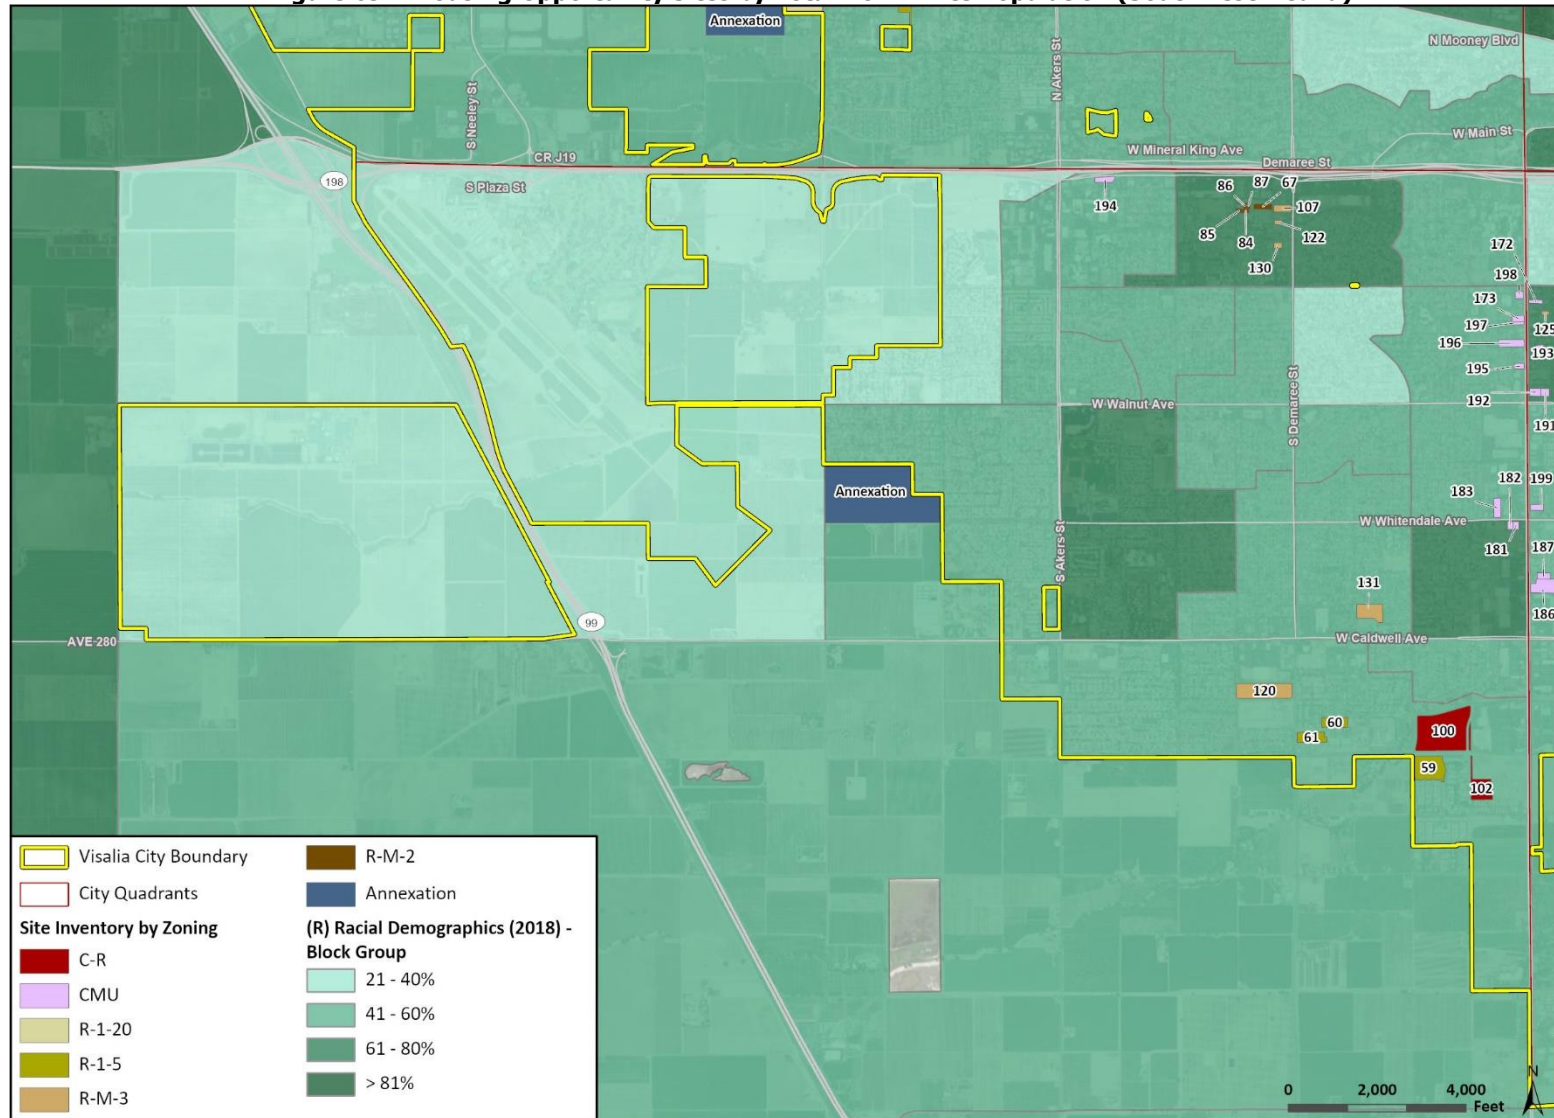 Annexation
N Mooney Blvd
N Akers St
S Neeley St
W Main St
W Mineral King Ave
CR J19
Demaree St
198
S Plaza St
86
87
67
194
107
85
84
122
130
172
198
173
197
125
196
193
195
W Walnut Ave
192
191
S Demaree St
182
199
183
Annexation
W Whitendale Ave
181
187
S Akers St
131
186
99
AVE 280
W Caldwell Ave
120
60
61
100
59
102
Visalia City Boundary
City Quadrants
Site Inventory by Zoning
C-R
CMU
R-1-20
R-1-5
R-M-3
R-M-2
Annexation
(R) Racial Demographics (2018) -
Block Group
21 - 40%
41 - 60%
61 - 80%
> 81%
N
0 2,000 4,000
Feet